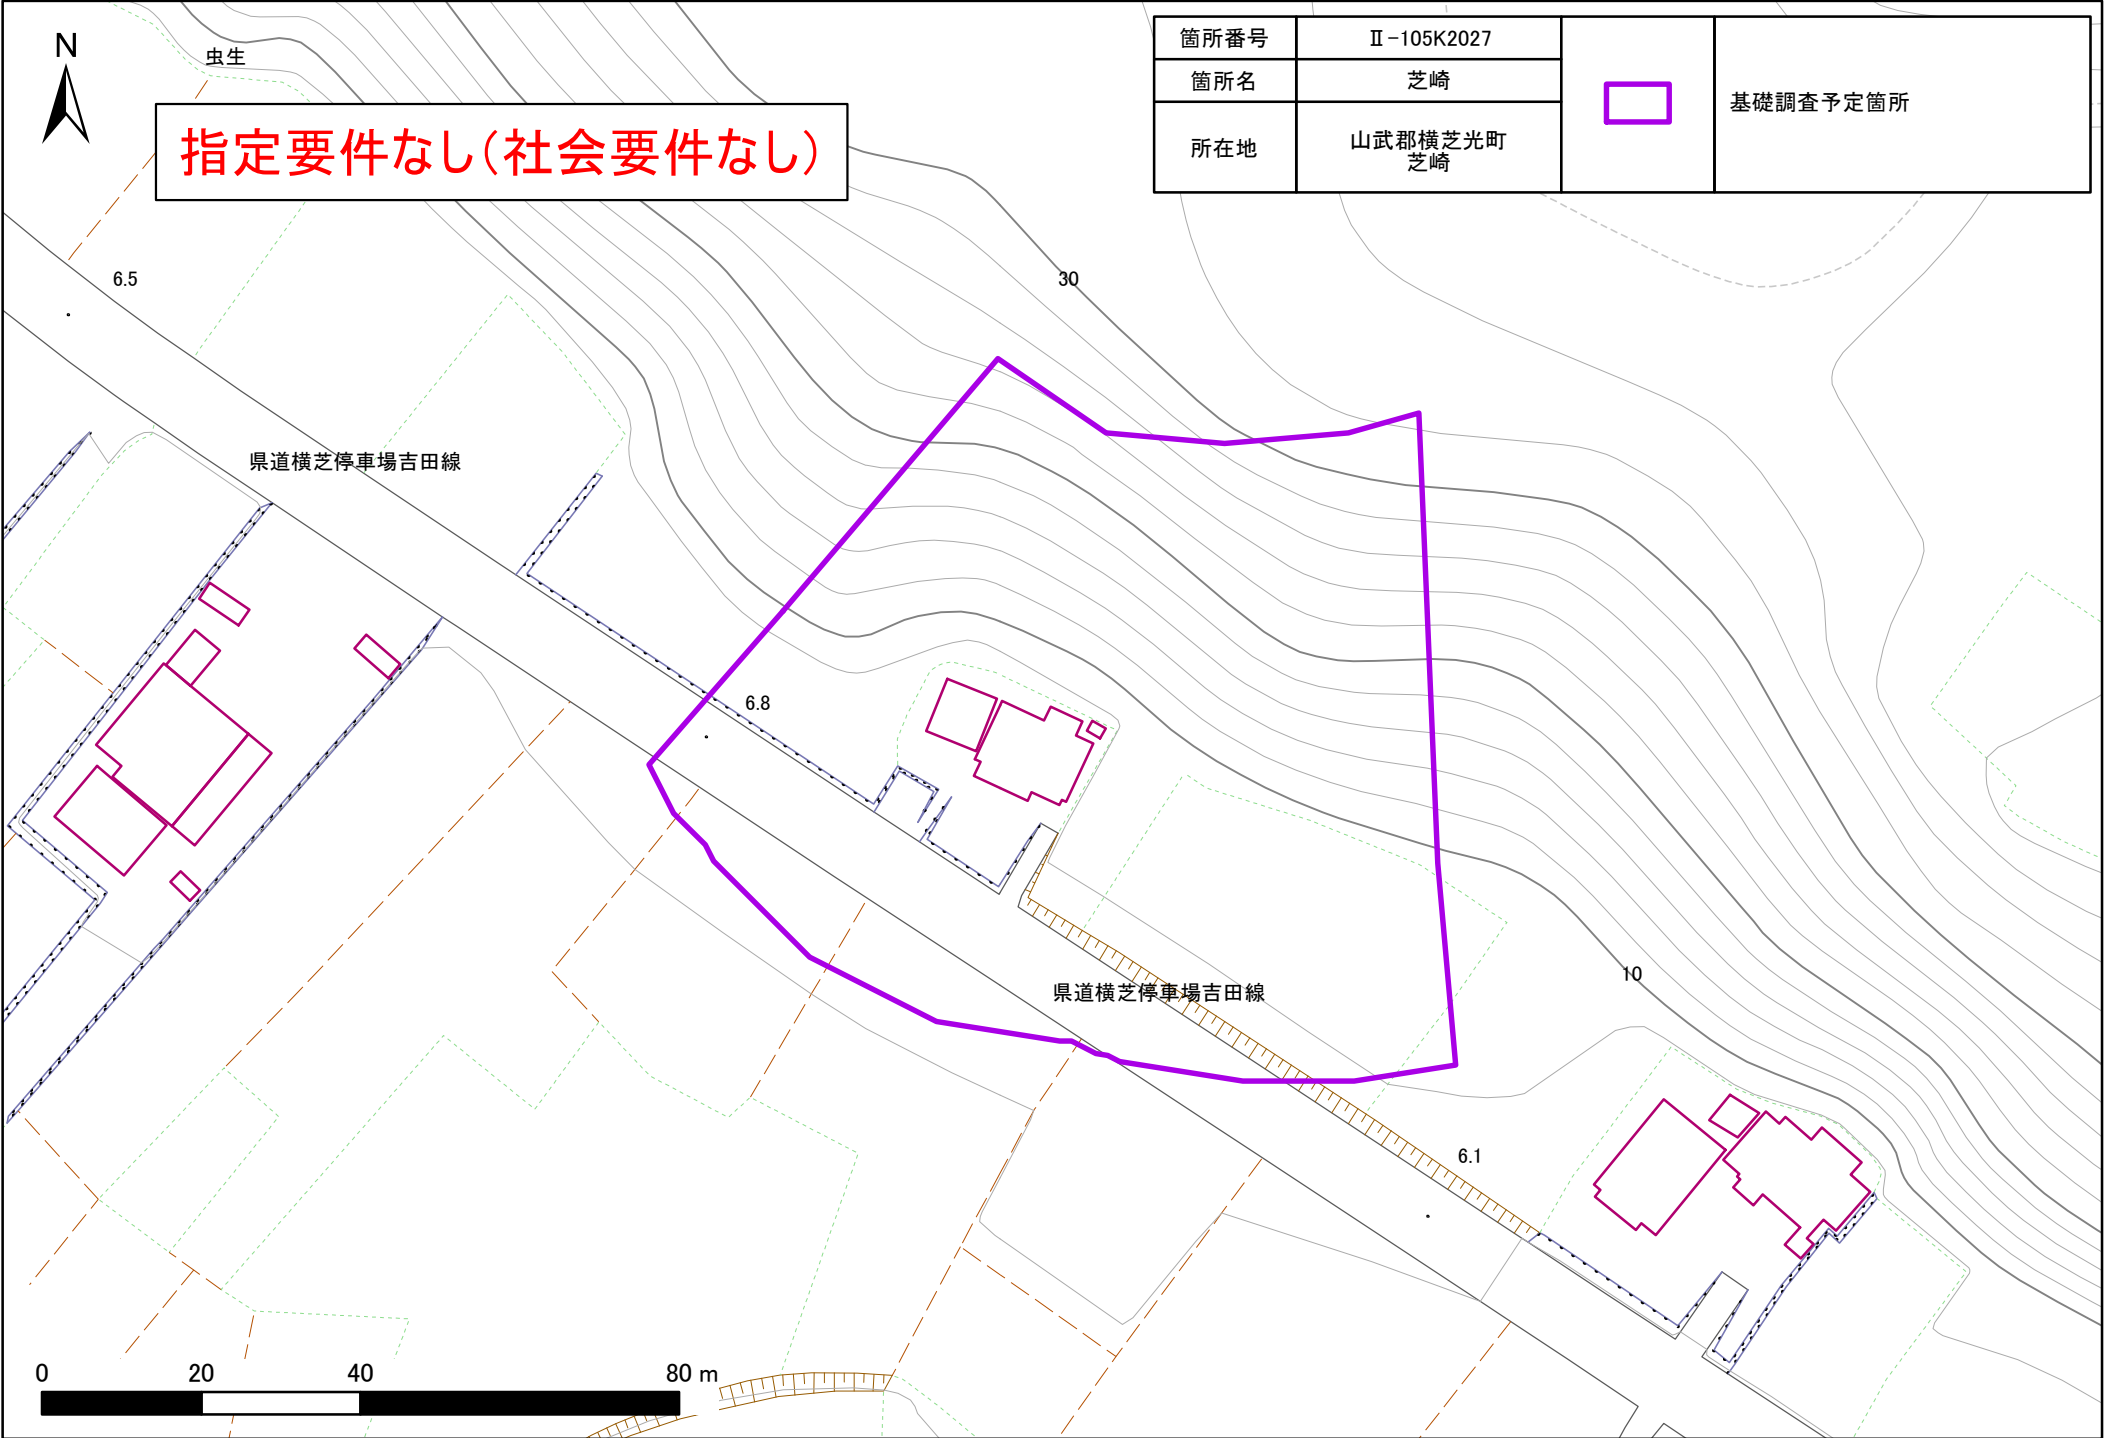 N
虫生
指定要件なし(社会要件なし)
箇所番号
Ⅱ-105K2027
箇所名
芝崎
所在地
山武郡横芝光町
芝崎
基礎調査予定箇所
6.5
30
県道横芝停車場吉田線
6.8
10
県道横芝停車場吉田線
6.1
0 20 40 80 m